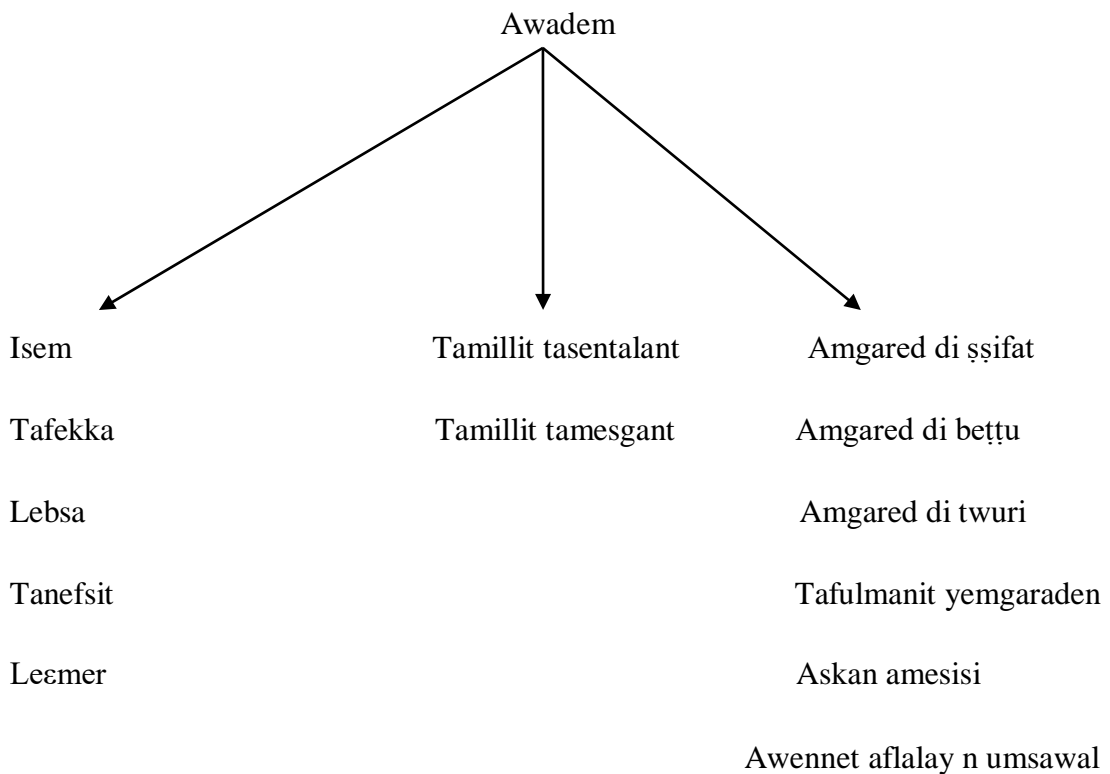 Awadem
Isem Tamillit tasentalant Amgared di ṣṣifat
Tafekka Tamillit tamesgant Amgared di beṭṭu
Lebsa Amgared di twuri
Tanefsit Tafulmanit yemgaraden
Leɛmer Askan amesisi
Awennet aflalay n umsawal